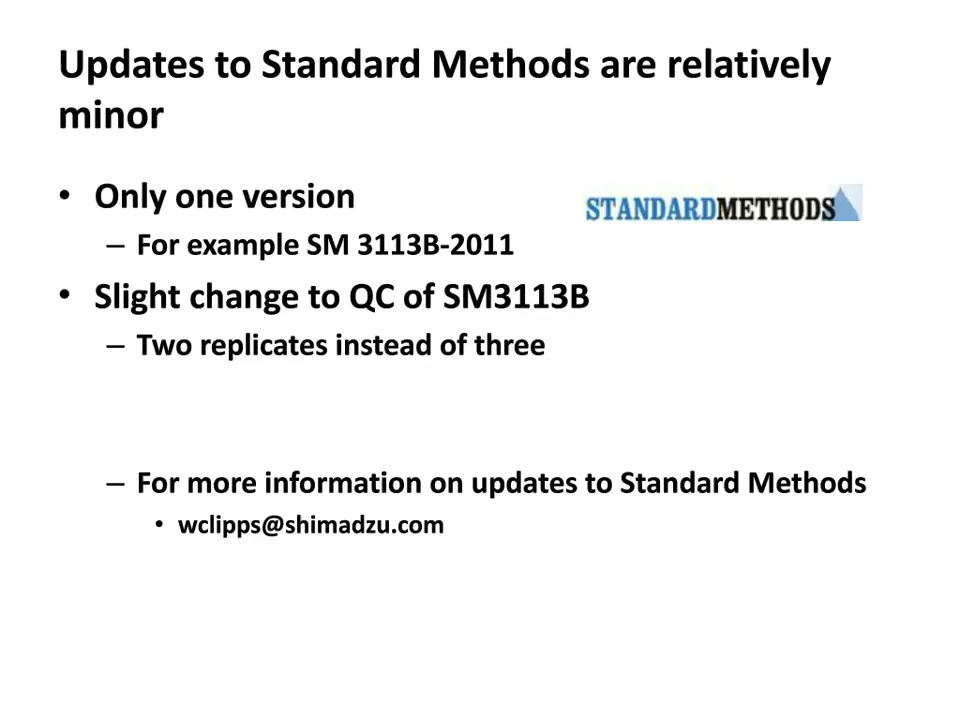 Updates to Standard Methods are relatively
minor
• Only one version
STANDARDMETHODS
– For example SM 3113B-2011
• Slight change to QC of SM3113B
– Two replicates instead of three
– For more information on updates to Standard Methods
• wclipps@shimadzu.com